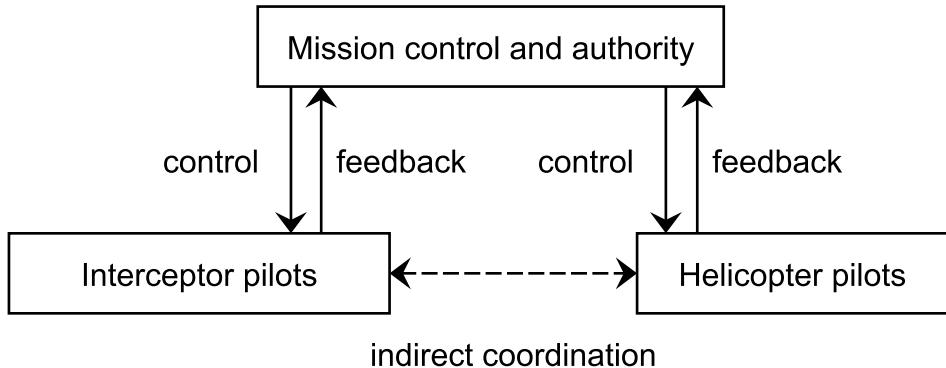 Mission control and authority
control
feedback
control
feedback
Interceptor pilots
Helicopter pilots
indirect coordination